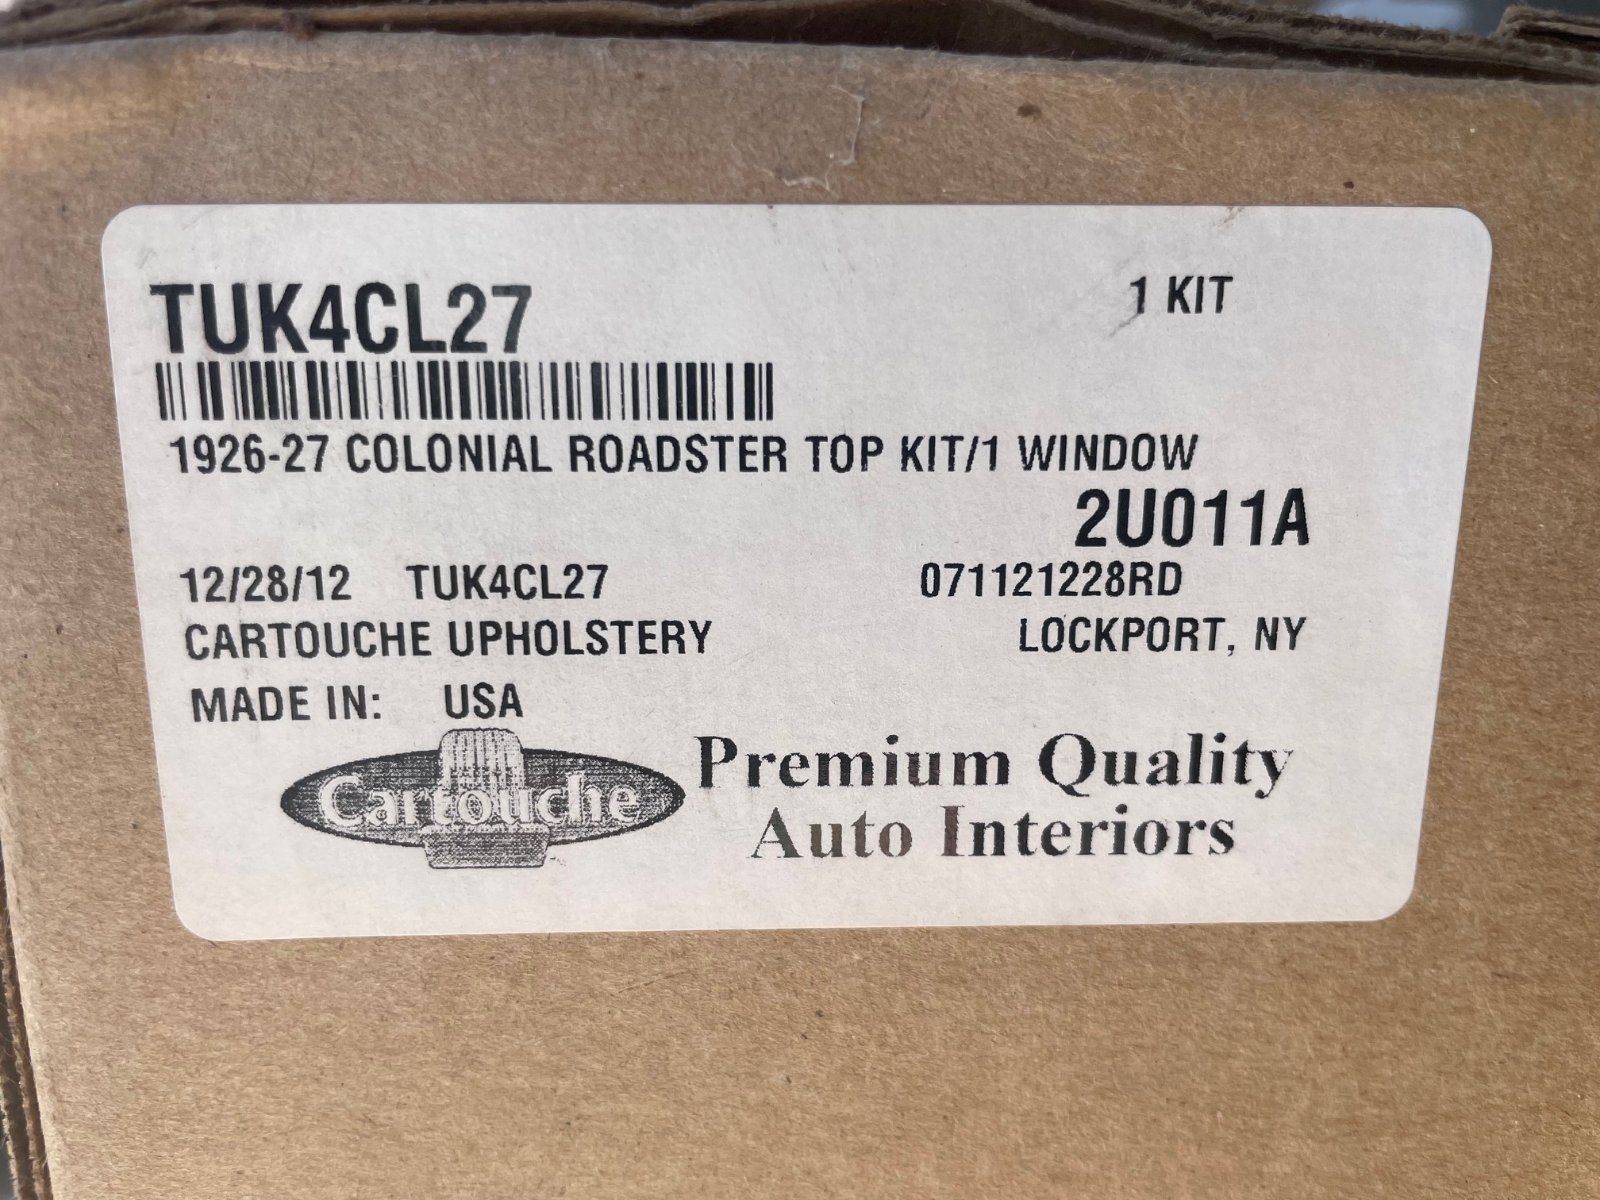 TUK4CL27 1 KIT
1926-27 COLONIAL ROADSTER TOP KIT/1 WINDOW
2U011A
12/28/12 TUK4CL27 071121228RD
CARTOUCHE UPHOLSTERY LOCKPORT, NY
MADE IN: USA
Cartouche Premium Quality
Auto Interiors